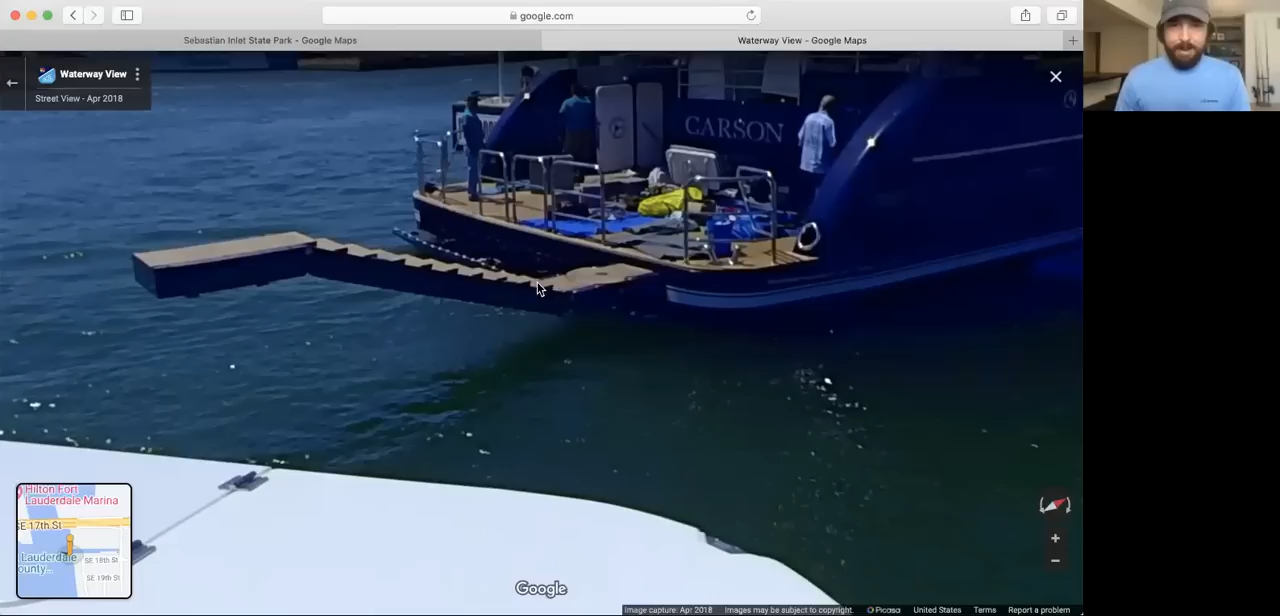 google.com
Sebastian Inlet State Park - Google Maps
Waterway View - Google Maps
Waterway View
Street View - Apr 2018
CARSON
Hilton Fort
Lauderdale Marina
SE 17th St
Lauderdale
ounty...
SE 18th St
SE 19th St
Google
Image capture: Apr 2018 Images may be subject to copyright. Picasa United States Terms Report a problem